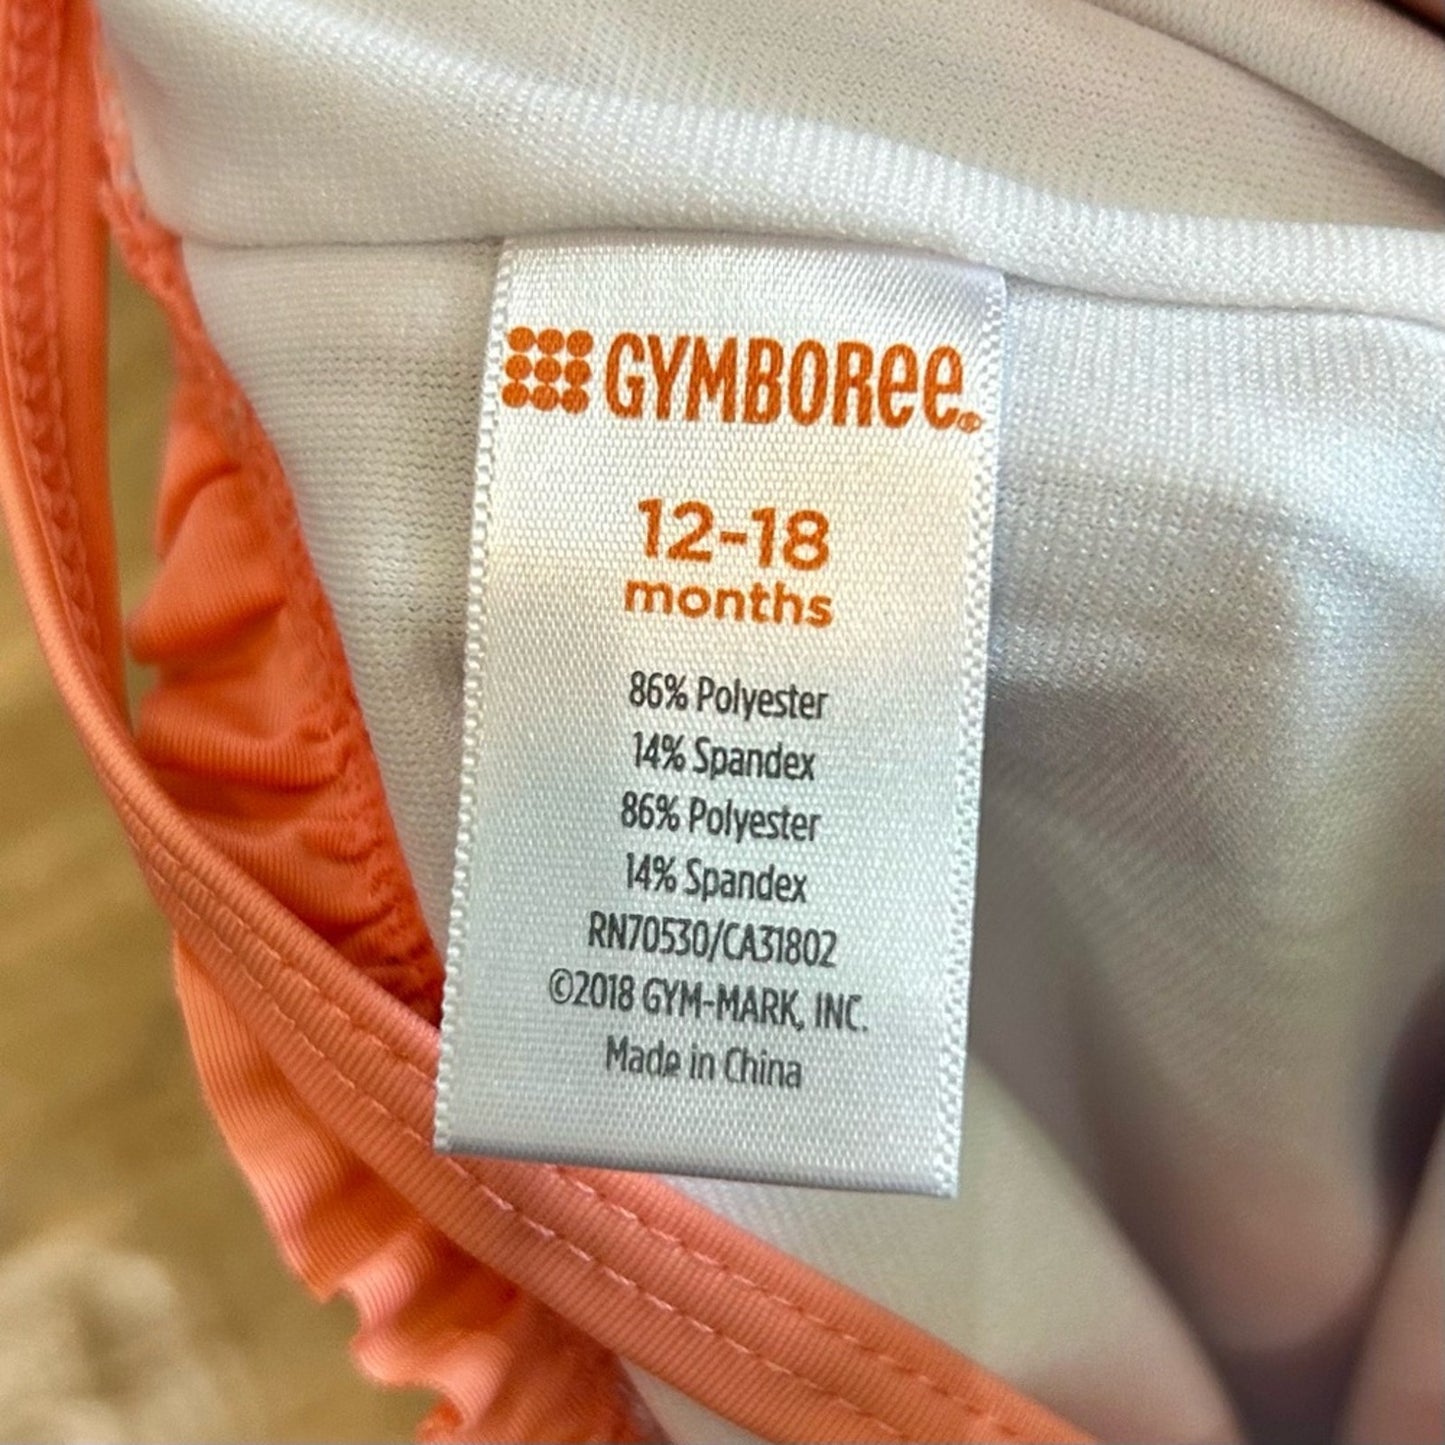 GYMBOREE®
12-18
months
86% Polyester
14% Spandex
86% Polyester
14% Spandex
RN70530/CA31802
©2018 GYM-MARK, INC.
Made in China